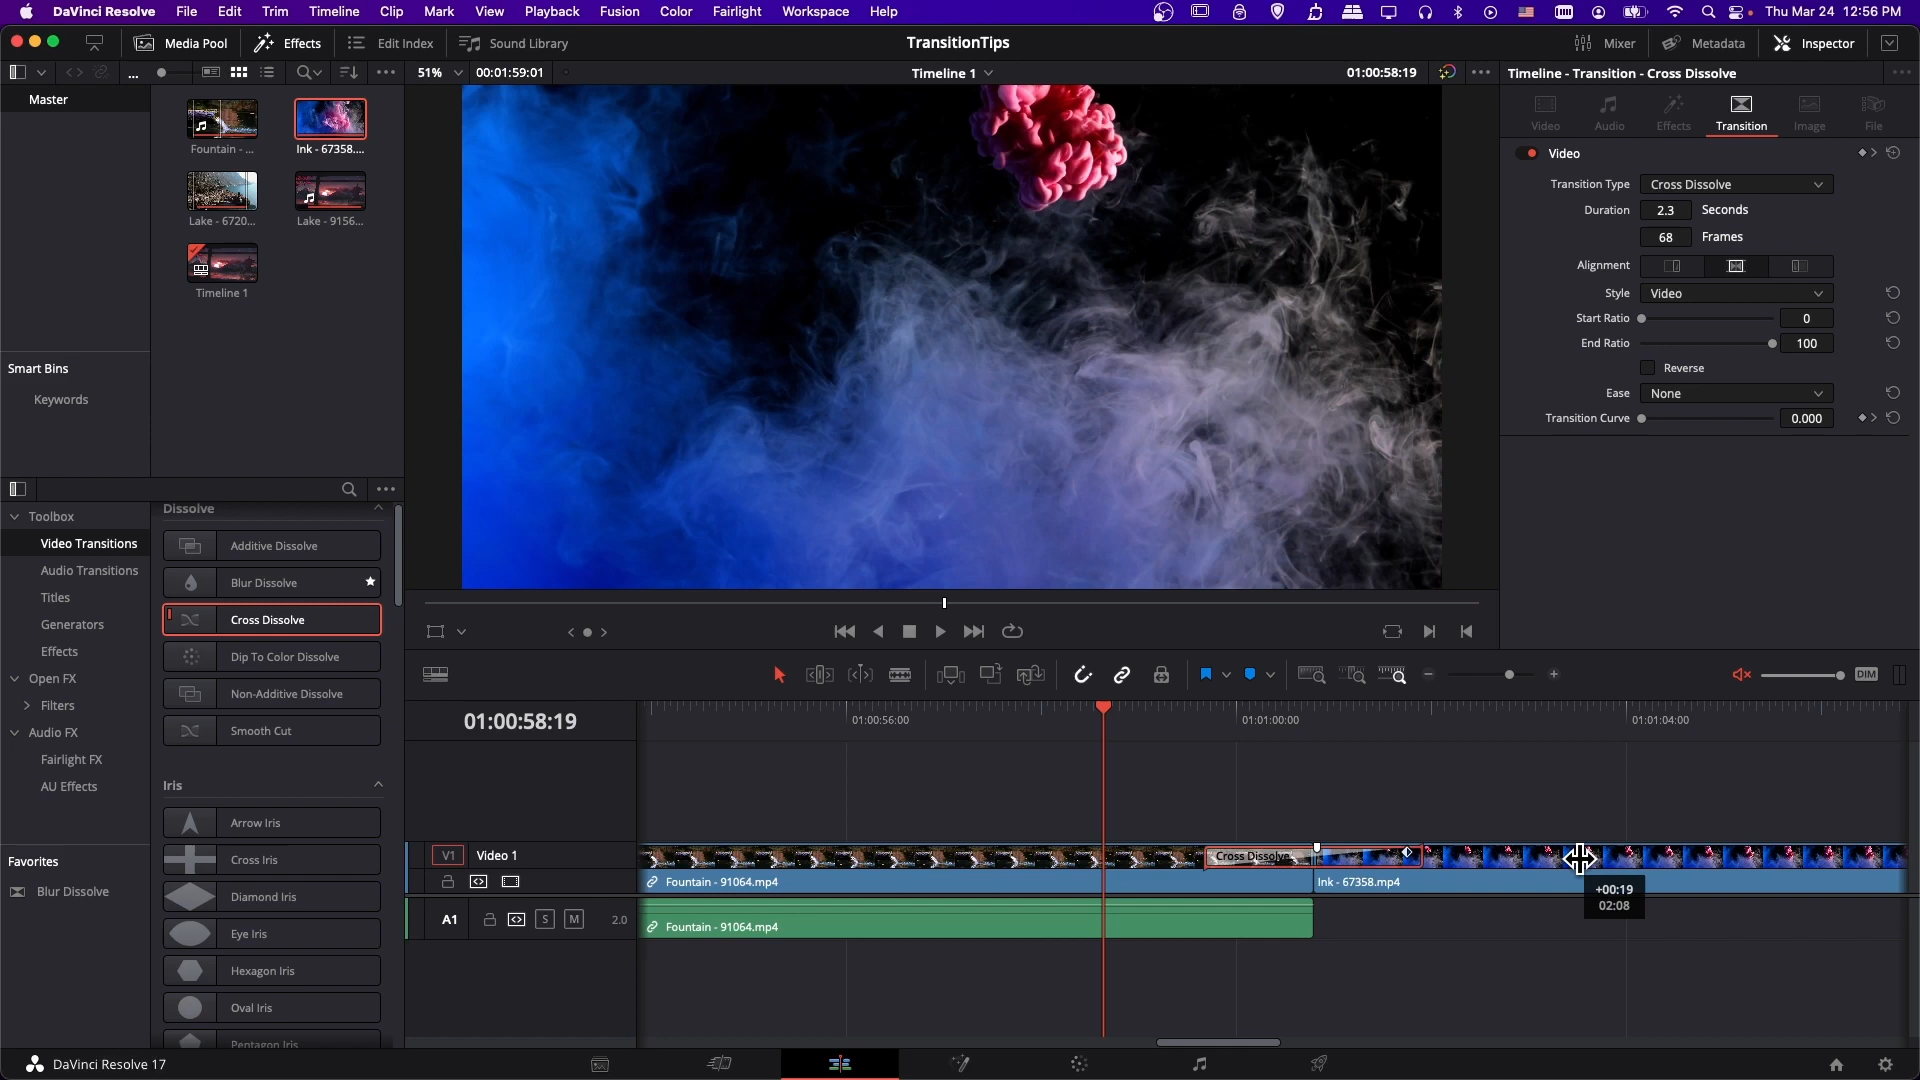 DaVinci Resolve File Edit Trim Timeline Clip Mark View Playback Fusion Color Fairlight Workspace Help Thu Mar 24 12:56 PM
Media Pool Effects Edit Index Sound Library TransitionTips Mixer Metadata Inspector
51% 00:01:59:01 Timeline 1 01:00:58:19 Timeline - Transition - Cross Dissolve
Master
Fountain - ... Ink - 67358....
Lake - 6720... Lake - 9156...
Timeline 1
Smart Bins
Keywords
Video Audio Effects Transition Image File
Video
Transition Type Cross Dissolve
Duration 2.3 Seconds
68 Frames
Alignment
Style Video
Start Ratio 0
End Ratio 100
Reverse
Ease None
Transition Curve 0.000
Toolbox
Video Transitions
Audio Transitions
Titles
Generators
Effects
Open FX
Filters
Audio FX
Fairlight FX
AU Effects
Favorites
Blur Dissolve
Dissolve
Additive Dissolve
Blur Dissolve
Cross Dissolve
Dip To Color Dissolve
Non-Additive Dissolve
Smooth Cut
Iris
Arrow Iris
Cross Iris
Diamond Iris
Eye Iris
Hexagon Iris
Oval Iris
Pentagon Iris
DIM
01:00:58:19 01:00:56:00 01:01:00:00 01:01:04:00
V1 Video 1 Cross Dissolve
Fountain - 91064.mp4 Ink - 67358.mp4
+00:19
02:08
A1 S M 2.0 Fountain - 91064.mp4
DaVinci Resolve 17